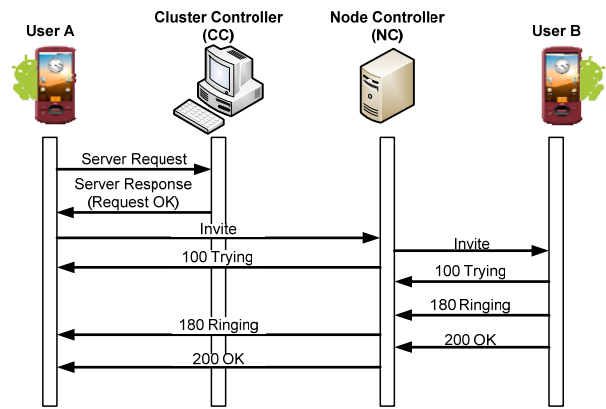 User A
Cluster Controller
(CC)
Node Controller
(NC)
User B
Server Request
Server Response
(Request OK)
Invite
Invite
100 Trying
100 Trying
180 Ringing
180 Ringing
200 OK
200 OK